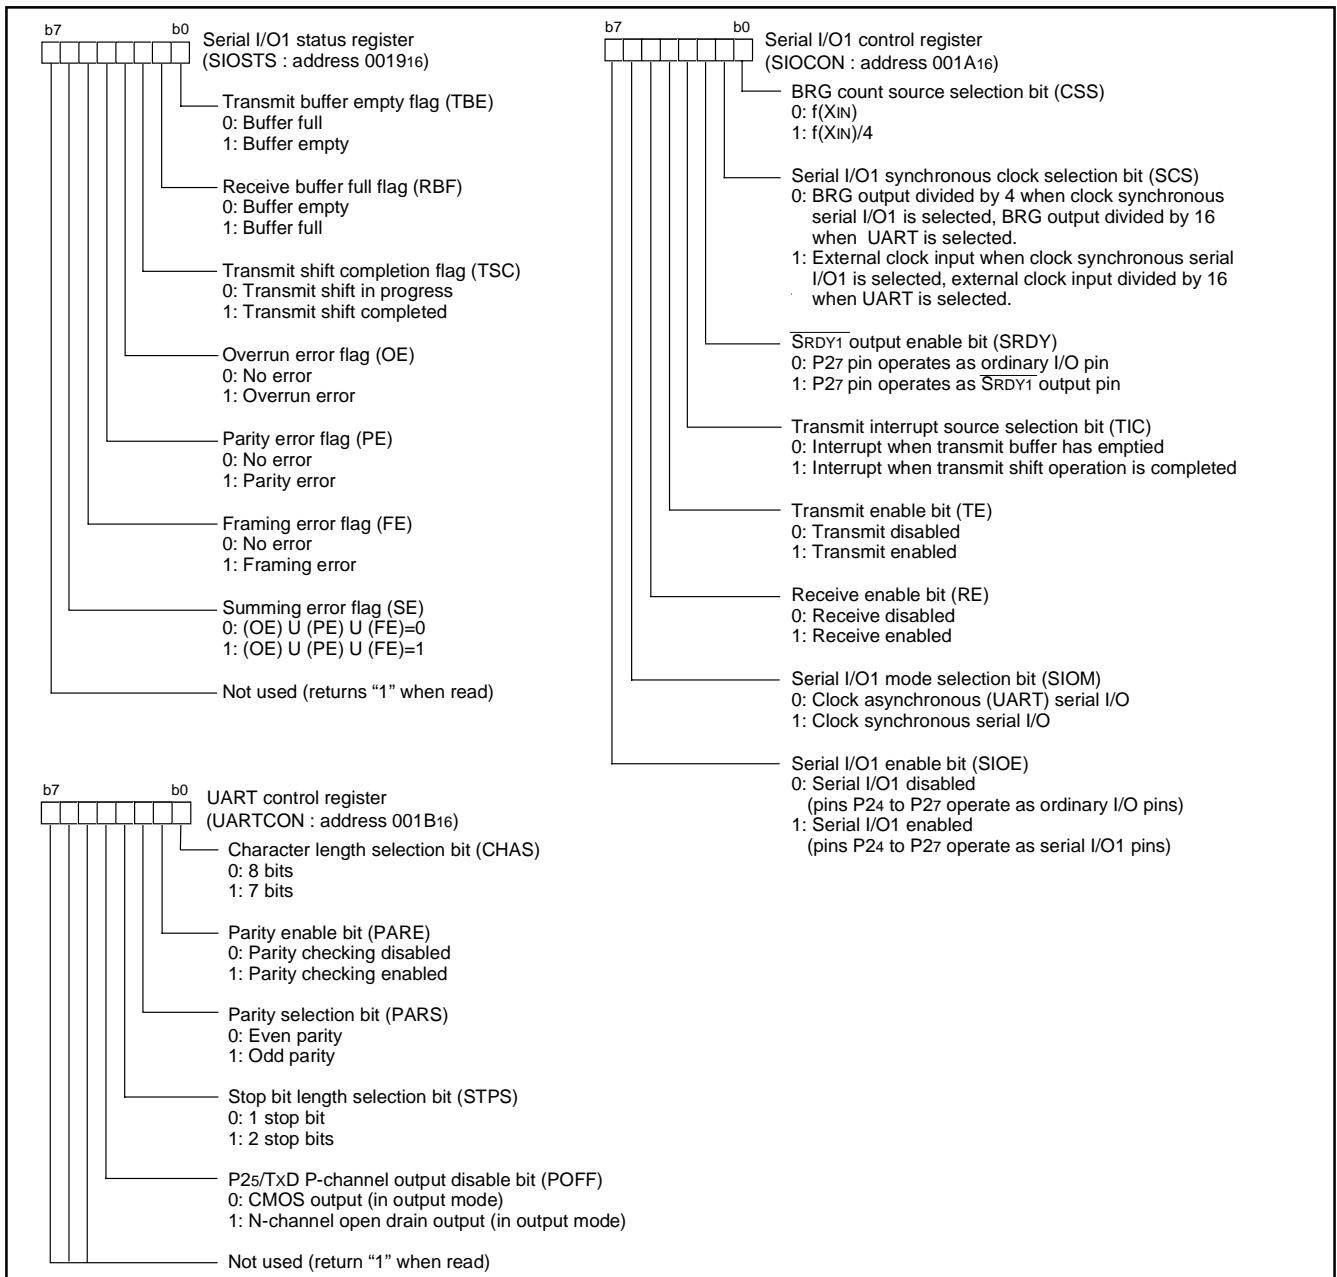 b7 b0
Serial I/O1 status register
(SIOSTS : address 001916)
Transmit buffer empty flag (TBE)
0: Buffer full
1: Buffer empty
Receive buffer full flag (RBF)
0: Buffer empty
1: Buffer full
Transmit shift completion flag (TSC)
0: Transmit shift in progress
1: Transmit shift completed
Overrun error flag (OE)
0: No error
1: Overrun error
Parity error flag (PE)
0: No error
1: Parity error
Framing error flag (FE)
0: No error
1: Framing error
Summing error flag (SE)
0: (OE) U (PE) U (FE)=0
1: (OE) U (PE) U (FE)=1
Not used (returns “1” when read)
b7 b0
UART control register
(UARTCON : address 001B16)
Character length selection bit (CHAS)
0: 8 bits
1: 7 bits
Parity enable bit (PARE)
0: Parity checking disabled
1: Parity checking enabled
Parity selection bit (PARS)
0: Even parity
1: Odd parity
Stop bit length selection bit (STPS)
0: 1 stop bit
1: 2 stop bits
P25/TXD P-channel output disable bit (POFF)
0: CMOS output (in output mode)
1: N-channel open drain output (in output mode)
Not used (return “1” when read)
b7 b0
Serial I/O1 control register
(SIOCON : address 001A16)
BRG count source selection bit (CSS)
0: f(XIN)
1: f(XIN)/4
Serial I/O1 synchronous clock selection bit (SCS)
0: BRG output divided by 4 when clock synchronous
serial I/O1 is selected, BRG output divided by 16
when UART is selected.
1: External clock input when clock synchronous serial
I/O1 is selected, external clock input divided by 16
when UART is selected.
SRDY1 output enable bit (SRDY)
0: P27 pin operates as ordinary I/O pin
1: P27 pin operates as SRDY1 output pin
Transmit interrupt source selection bit (TIC)
0: Interrupt when transmit buffer has emptied
1: Interrupt when transmit shift operation is completed
Transmit enable bit (TE)
0: Transmit disabled
1: Transmit enabled
Receive enable bit (RE)
0: Receive disabled
1: Receive enabled
Serial I/O1 mode selection bit (SIOM)
0: Clock asynchronous (UART) serial I/O
1: Clock synchronous serial I/O
Serial I/O1 enable bit (SIOE)
0: Serial I/O1 disabled
(pins P24 to P27 operate as ordinary I/O pins)
1: Serial I/O1 enabled
(pins P24 to P27 operate as serial I/O1 pins)